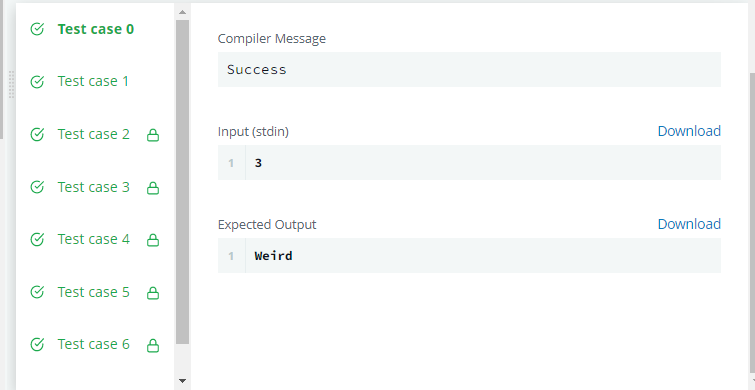 Test case 0
Test case 1
Test case 2
Test case 3
Test case 4
Test case 5
Test case 6
Compiler Message
Success
Input (stdin)
Download
1 3
Expected Output
Download
1 Weird